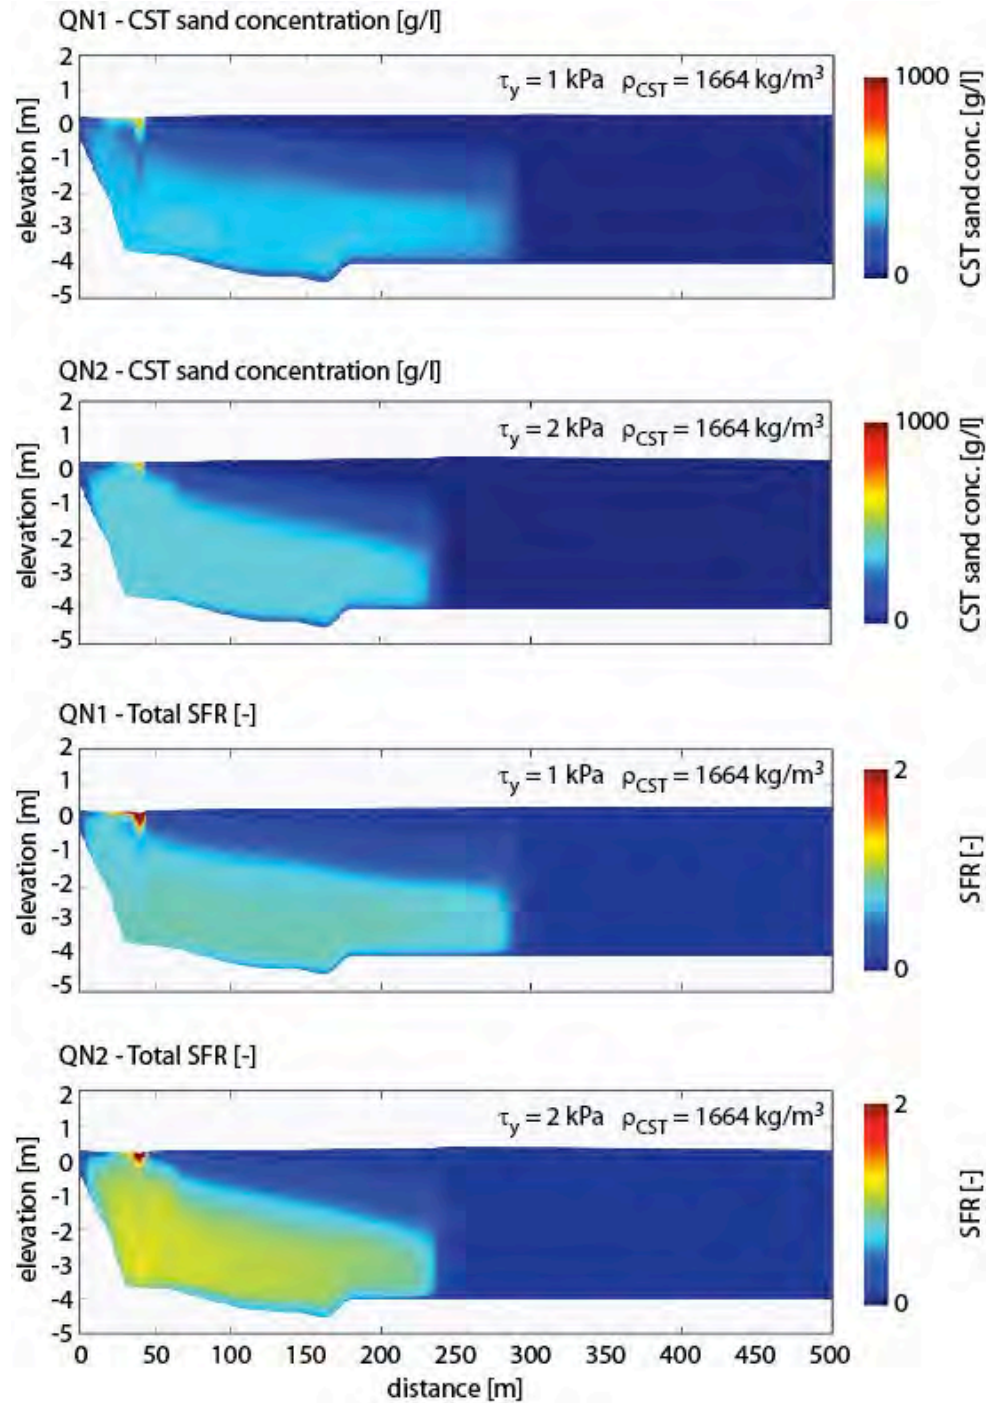 QN1 - CST sand concentration [g/l]
τy = 1 kPa ρCST = 1664 kg/m³
elevation [m]
2
1
0
-1
-2
-3
-4
-5
1000
0
CST sand conc. [g/l]
QN2 - CST sand concentration [g/l]
τy = 2 kPa ρCST = 1664 kg/m³
elevation [m]
2
1
0
-1
-2
-3
-4
-5
1000
0
CST sand conc. [g/l]
QN1 - Total SFR [-]
τy = 1 kPa ρCST = 1664 kg/m³
elevation [m]
2
1
0
-1
-2
-3
-4
-5
2
0
SFR [-]
QN2 - Total SFR [-]
τy = 2 kPa ρCST = 1664 kg/m³
elevation [m]
2
1
0
-1
-2
-3
-4
-5
2
0
SFR [-]
0 50 100 150 200 250 300 350 400 450 500
distance [m]